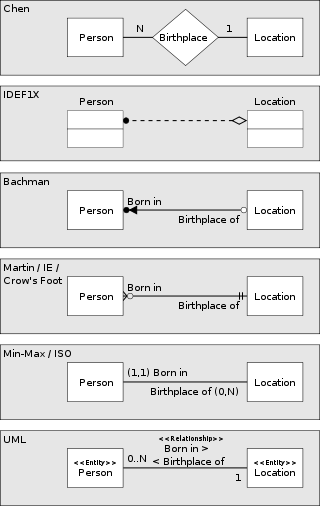 Chen
Person
N
Birthplace
1
Location
IDEF1X
Person
Location
Bachman
Person
Born in
Birthplace of
Location
Martin / IE /
Crow's Foot
Person
Born in
Birthplace of
Location
Min-Max / ISO
Person
(1,1) Born in
Birthplace of (0,N)
Location
UML
<<Entity>>
Person
0..N
<<Relationship>>
Born in >
< Birthplace of
1
<<Entity>>
Location